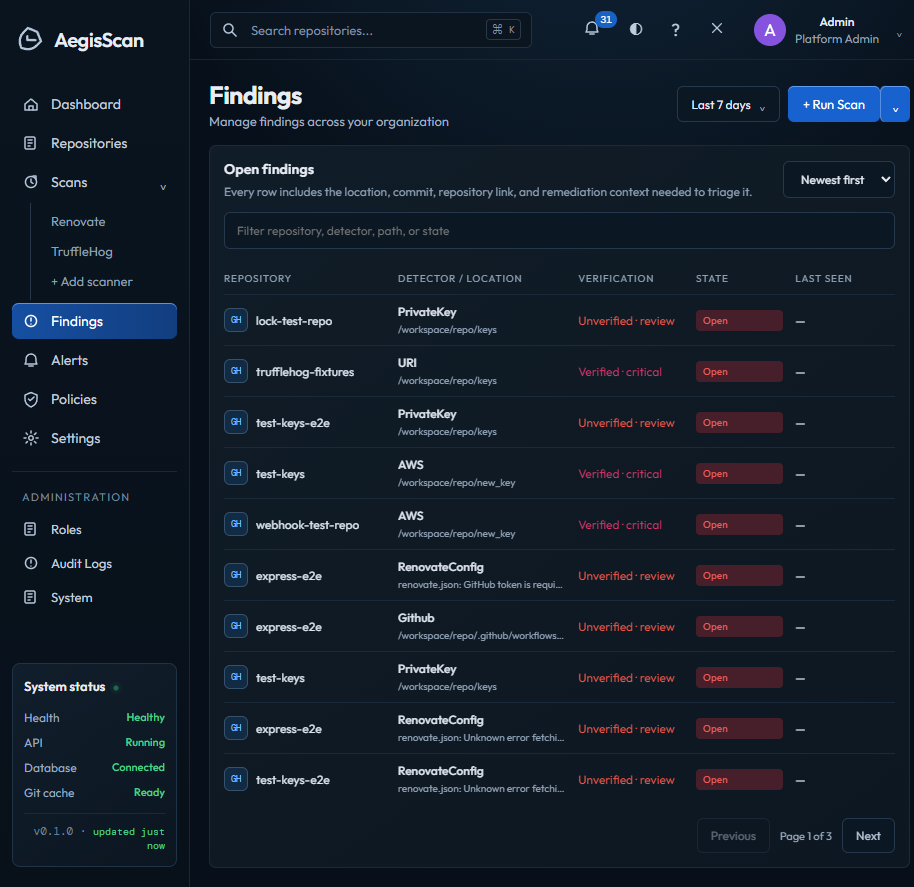 AegisScan
Search repositories...
⌘ K
31
?
A
Admin
Platform Admin
Dashboard
Repositories
Scans
Renovate
TruffleHog
+ Add scanner
Findings
Alerts
Policies
Settings
ADMINISTRATION
Roles
Audit Logs
System
System status
Health Healthy
API Running
Database Connected
Git cache Ready
v0.1.0 · updated just
now
Findings
Manage findings across your organization
Last 7 days
+ Run Scan
Open findings
Every row includes the location, commit, repository link, and remediation context needed to triage it.
Newest first
Filter repository, detector, path, or state
REPOSITORY DETECTOR / LOCATION VERIFICATION STATE LAST SEEN
GH lock-test-repo PrivateKey Unverified · review Open —
/workspace/repo/keys
GH trufflehog-fixtures URI Verified · critical Open —
/workspace/repo/keys
GH test-keys-e2e PrivateKey Unverified · review Open —
/workspace/repo/keys
GH test-keys AWS Verified · critical Open —
/workspace/repo/new_key
GH webhook-test-repo AWS Verified · critical Open —
/workspace/repo/new_key
GH express-e2e RenovateConfig Unverified · review Open —
renovate.json: GitHub token is requi...
GH express-e2e Github Unverified · review Open —
/workspace/repo/.github/workflows...
GH test-keys PrivateKey Unverified · review Open —
/workspace/repo/keys
GH express-e2e RenovateConfig Unverified · review Open —
renovate.json: Unknown error fetchi...
GH test-keys-e2e RenovateConfig Unverified · review Open —
renovate.json: Unknown error fetchi...
Previous
Page 1 of 3
Next